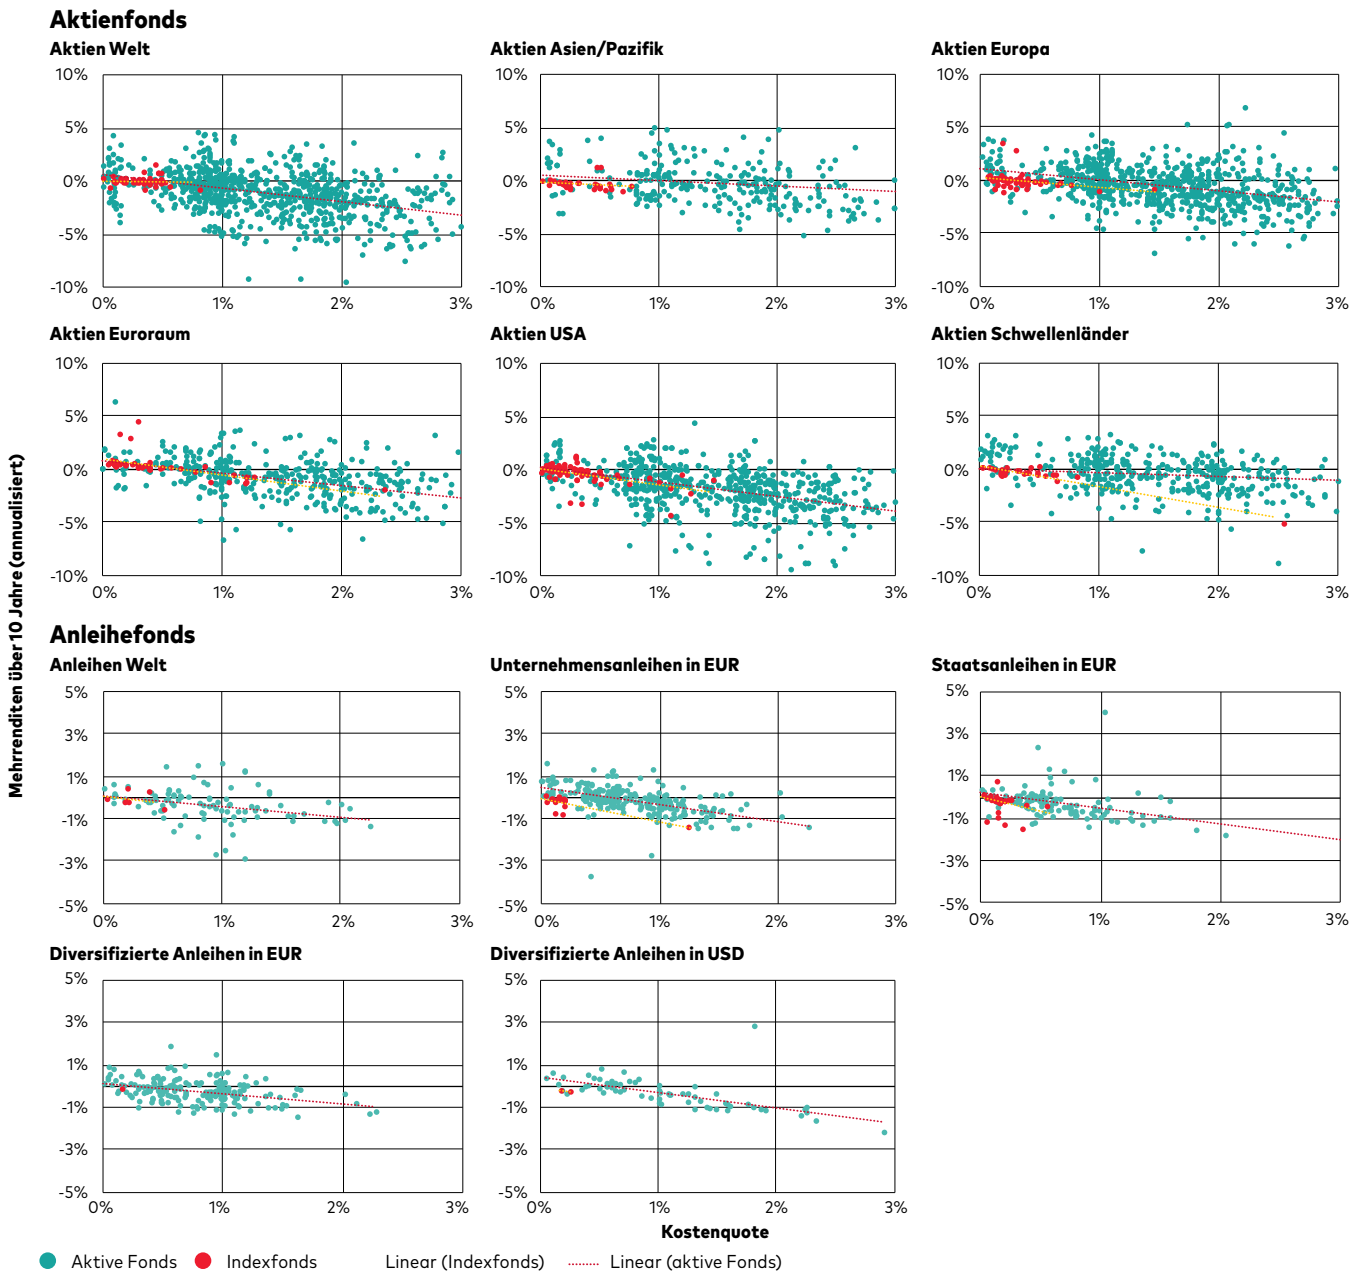 Aktienfonds
Aktien Welt
10%
5%
0%
-5%
-10%
0% 1% 2% 3%
Aktien Asien/Pazifik
10%
5%
0%
-5%
-10%
0% 1% 2% 3%
Aktien Europa
10%
5%
0%
-5%
-10%
0% 1% 2% 3%
Aktien Euroraum
10%
5%
0%
-5%
-10%
0% 1% 2% 3%
Aktien USA
10%
5%
0%
-5%
-10%
0% 1% 2% 3%
Aktien Schwellenländer
10%
5%
0%
-5%
-10%
0% 1% 2% 3%
Mehrrenditen über 10 Jahre (annualisiert)
Anleihefonds
Anleihen Welt
5%
3%
1%
-1%
-3%
-5%
0% 1% 2% 3%
Unternehmensanleihen in EUR
5%
3%
1%
-1%
-3%
-5%
0% 1% 2% 3%
Staatsanleihen in EUR
5%
3%
1%
-1%
-3%
-5%
0% 1% 2% 3%
Diversifizierte Anleihen in EUR
5%
3%
1%
-1%
-3%
-5%
0% 1% 2% 3%
Diversifizierte Anleihen in USD
5%
3%
1%
-1%
-3%
-5%
0% 1% 2% 3%
Kostenquote
Aktive Fonds Indexfonds Linear (Indexfonds) Linear (aktive Fonds)